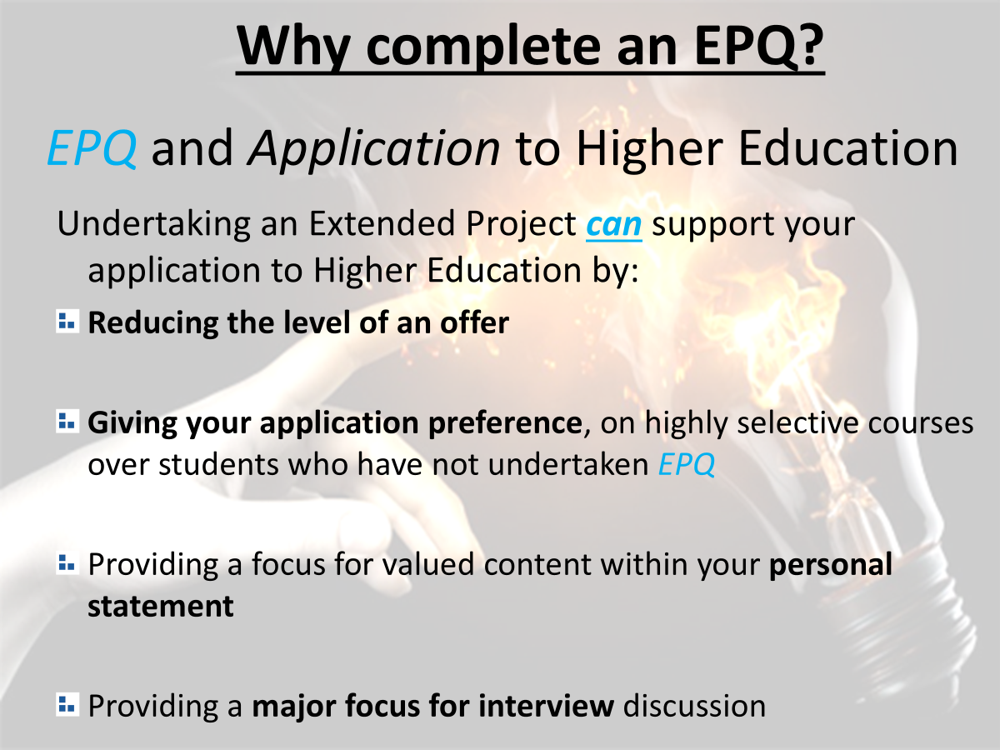 Why complete an EPQ?
EPQ and Application to Higher Education
Undertaking an Extended Project can support your
application to Higher Education by:
Reducing the level of an offer
Giving your application preference, on highly selective courses
over students who have not undertaken EPQ
Providing a focus for valued content within your personal
statement
Providing a major focus for interview discussion